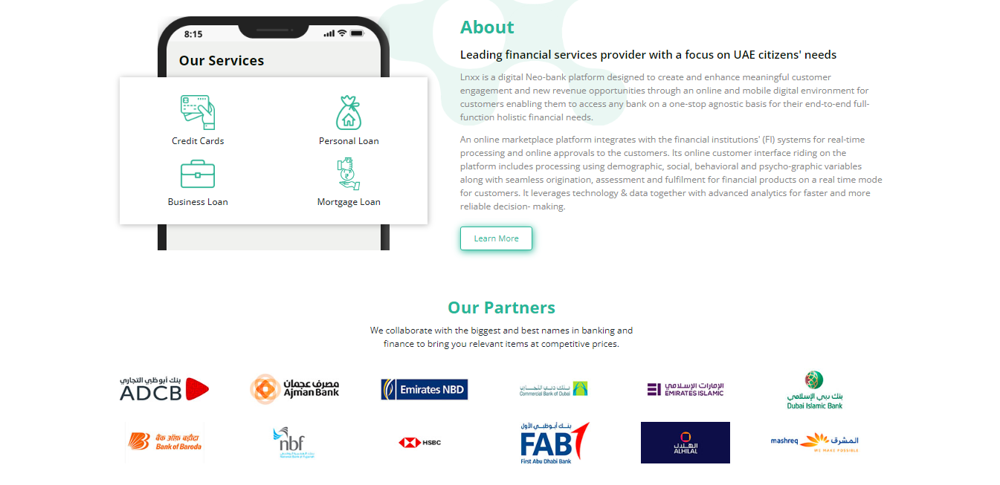 8:15
Our Services
Credit Cards
Personal Loan
Business Loan
Mortgage Loan
About
Leading financial services provider with a focus on UAE citizens' needs
Lnxx is a digital Neo-bank platform designed to create and enhance meaningful customer
engagement and new revenue opportunities through an online and mobile digital environment for
customers enabling them to access any bank on a one-stop agnostic basis for their end-to-end full-
function holistic financial needs.
An online marketplace platform integrates with the financial institutions' (FI) systems for real-time
processing and online approvals to the customers. Its online customer interface riding on the
platform includes processing using demographic, social, behavioral and psycho-graphic variables
along with seamless origination, assessment and fulfilment for financial products on a real time mode
for customers. It leverages technology & data together with advanced analytics for faster and more
reliable decision- making.
Learn More
Our Partners
We collaborate with the biggest and best names in banking and
finance to bring you relevant items at competitive prices.
بنك أبوظبي التجاري
ADCB
مصرف عجمان
Ajman Bank
Emirates NBD
بنك دبي التجاري
Commercial Bank of Dubai
الإمارات الإسلامي
EMIRATES ISLAMIC
بنك دبي الإسلامي
Dubai Islamic Bank
बैंक ऑफ़ बड़ौदा
Bank of Baroda
nbf
National Bank of Fujairah
HSBC
بنك أبوظبي الأول
FAB
First Abu Dhabi Bank
الهلال
ALHILAL
mashreq المشرق
WE MAKE POSSIBLE